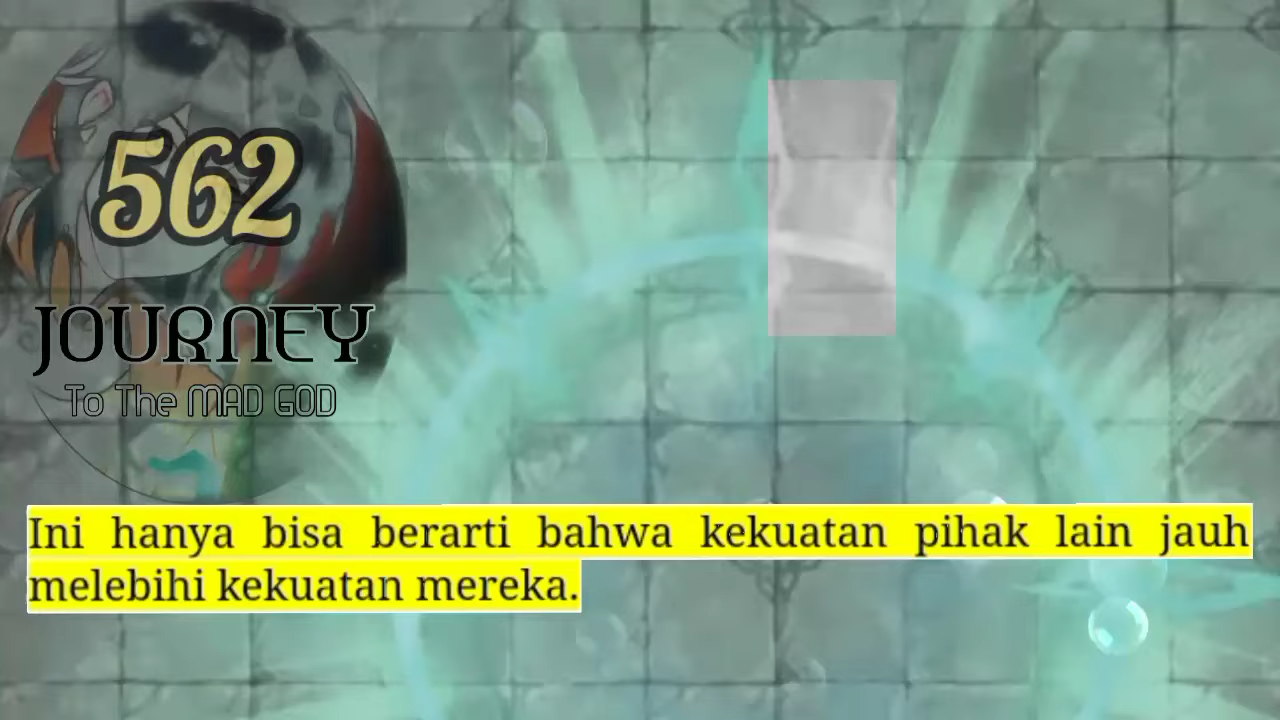 562
JOURNEY
To The MAD GOD
Ini hanya bisa berarti bahwa kekuatan pihak lain jauh
melebihi kekuatan mereka.